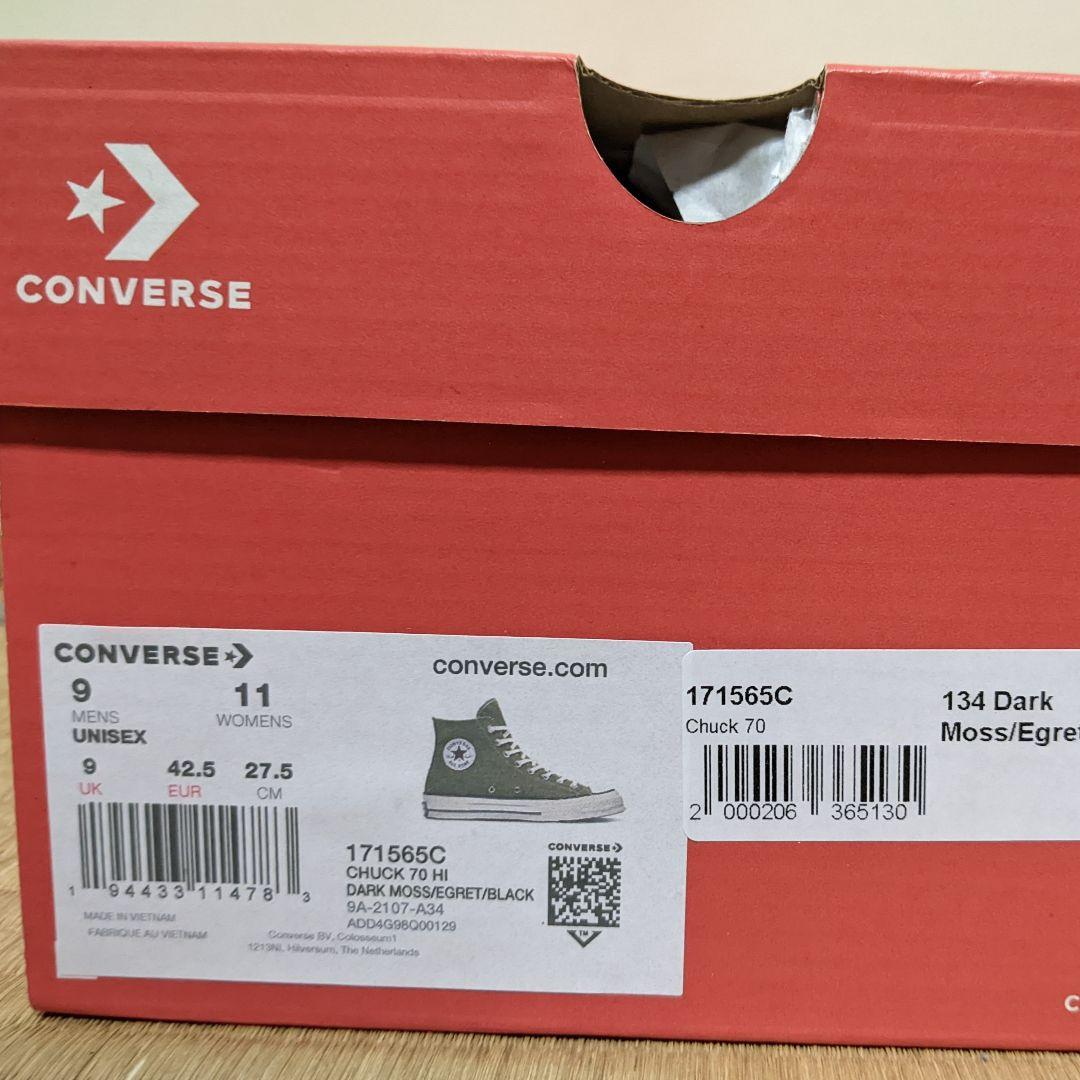 CONVERSE
CONVERSE
converse.com
9
MENS
UNISEX
11
WOMENS
9
UK
42.5
EUR
27.5
CM
1 94433 11478 3
MADE IN VIETNAM
FABRIQUE AU VIETNAM
171565C
CHUCK 70 HI
DARK MOSS/EGRET/BLACK
9A-2107-A34
ADD4G98Q00129
Converse BV, Colosseum1
1213NL Hilversum, The Netherlands
CONVERSE
TM
171565C
Chuck 70
2 000206 365130
134 Dark
Moss/Egret
C